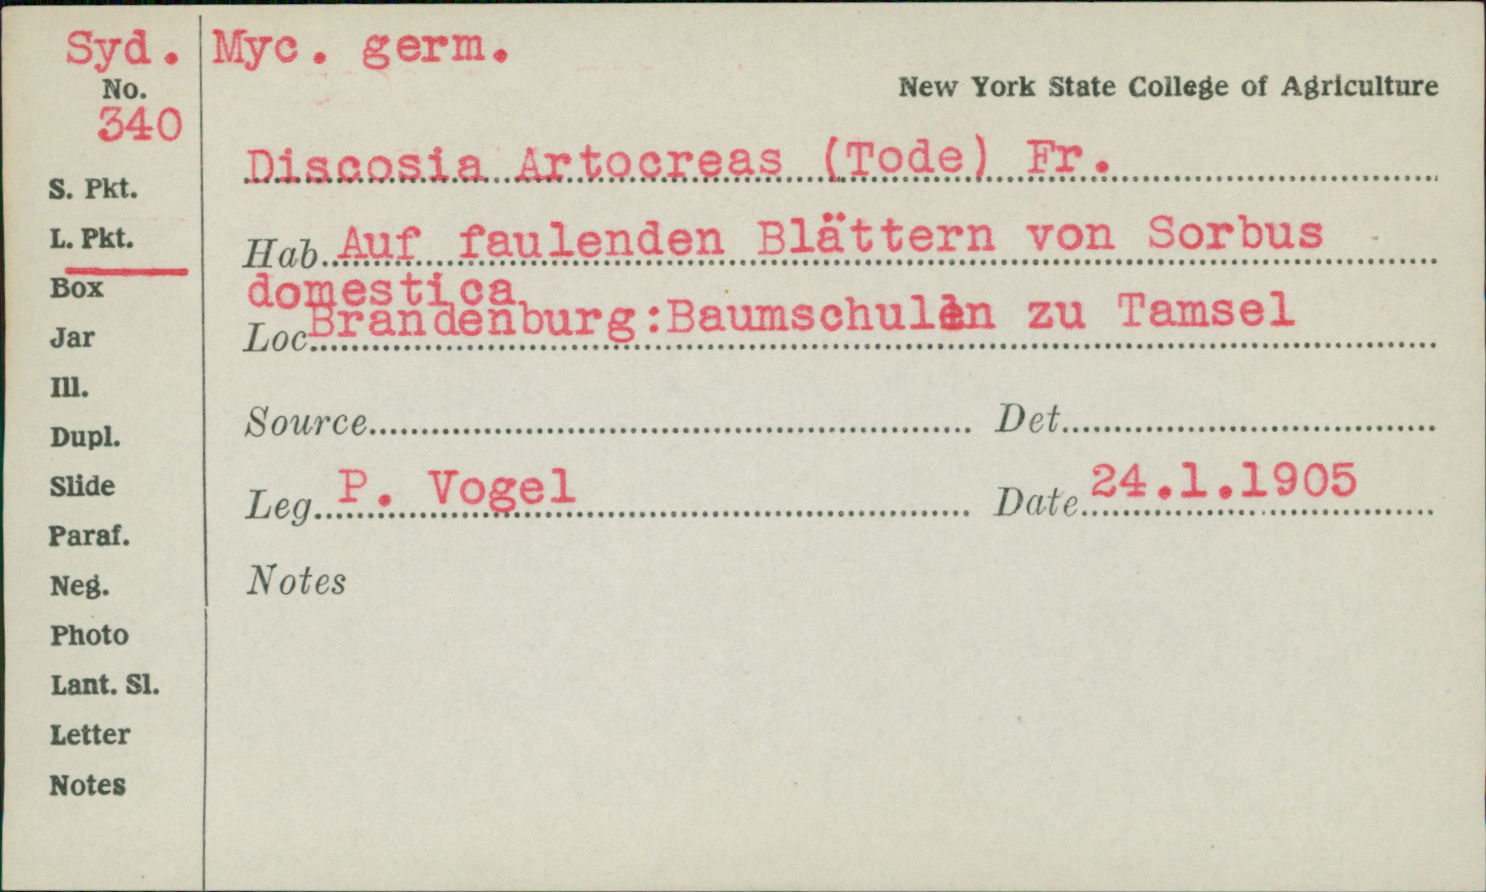 Syd. Myc. germ.
No.
New York State College of Agriculture
340
Discosia Artocreas (Tode) Fr.
S. Pkt.
L. Pkt.
Hab. Auf faulenden Blättern von Sorbus
domestica
Box
Loc Brandenburg:Baumschulen zu Tamsel
Jar
Ill.
Source
Det.
Dupl.
Slide
Leg. P. Vogel
Date 24.1.1905
Paraf.
Neg.
Notes
Photo
Lant. Sl.
Letter
Notes